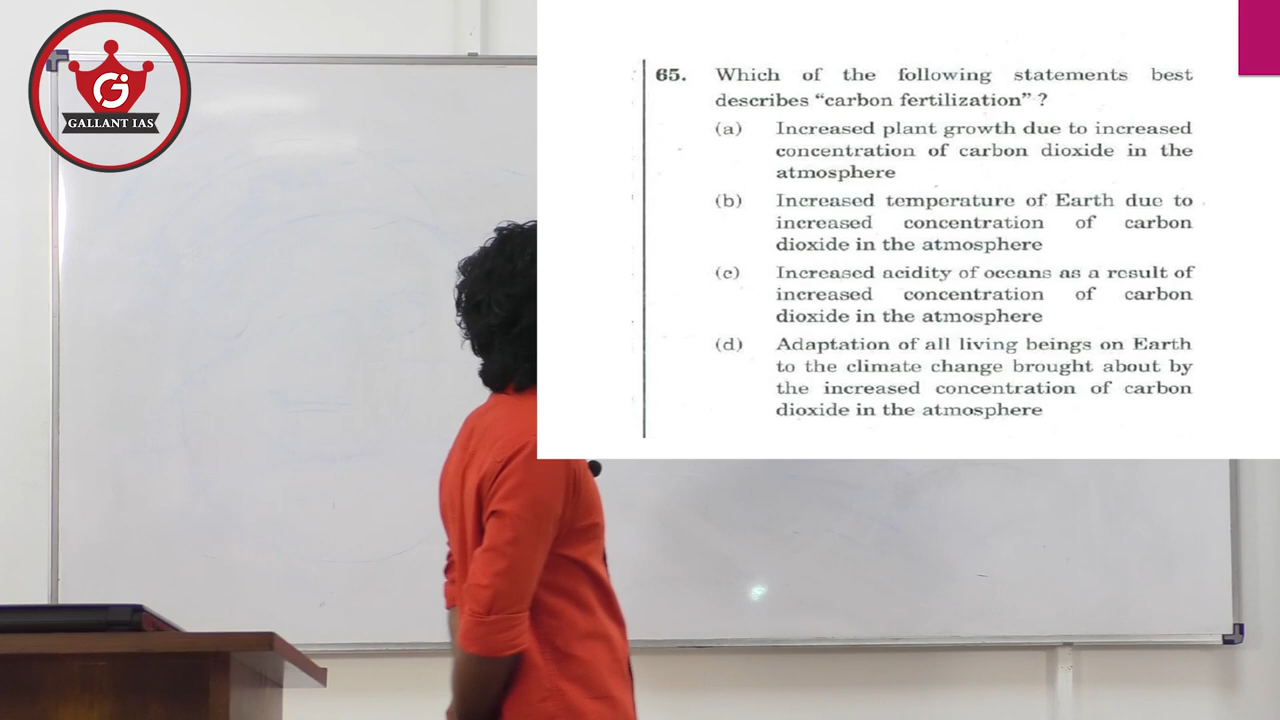 GALLANT IAS
65. Which of the following statements best
describes “carbon fertilization” ?
(a) Increased plant growth due to increased
concentration of carbon dioxide in the
atmosphere
(b) Increased temperature of Earth due to
increased concentration of carbon
dioxide in the atmosphere
(c) Increased acidity of oceans as a result of
increased concentration of carbon
dioxide in the atmosphere
(d) Adaptation of all living beings on Earth
to the climate change brought about by
the increased concentration of carbon
dioxide in the atmosphere